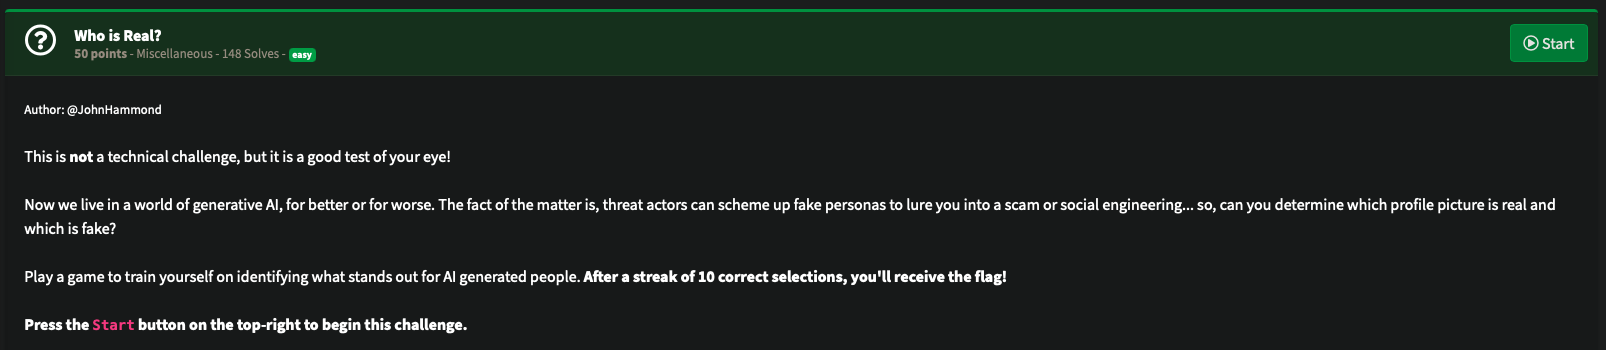 Who is Real?
50 points - Miscellaneous - 148 Solves - easy
Start
Author: @JohnHammond
This is not a technical challenge, but it is a good test of your eye!
Now we live in a world of generative AI, for better or for worse. The fact of the matter is, threat actors can scheme up fake personas to lure you into a scam or social engineering... so, can you determine which profile picture is real and
which is fake?
Play a game to train yourself on identifying what stands out for AI generated people. After a streak of 10 correct selections, you'll receive the flag!
Press the Start button on the top-right to begin this challenge.